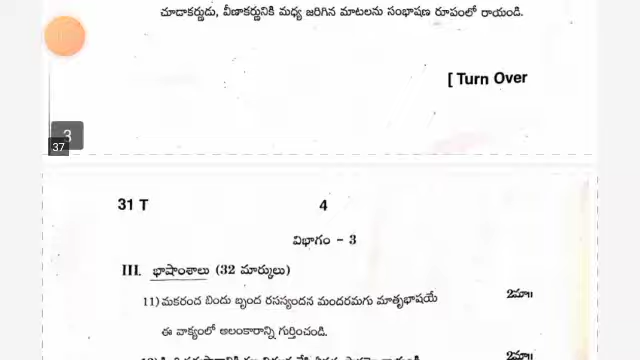 చూడాకర్ణుడు, వీణాకర్ణునికి మధ్య జరిగిన మాటలను సంభాషణ రూపంలో రాయండి.
[ Turn Over
3
37
31 T 4
విభాగం - 3
III. భాషాంశాలు (32 మార్కులు)
11) మకరంద బిందు బృంద రసస్యందన మందరమగు మాతృభాషయే 2మా॥
ఈ వాక్యంలో అలంకారాన్ని గుర్తించండి.
2మా॥